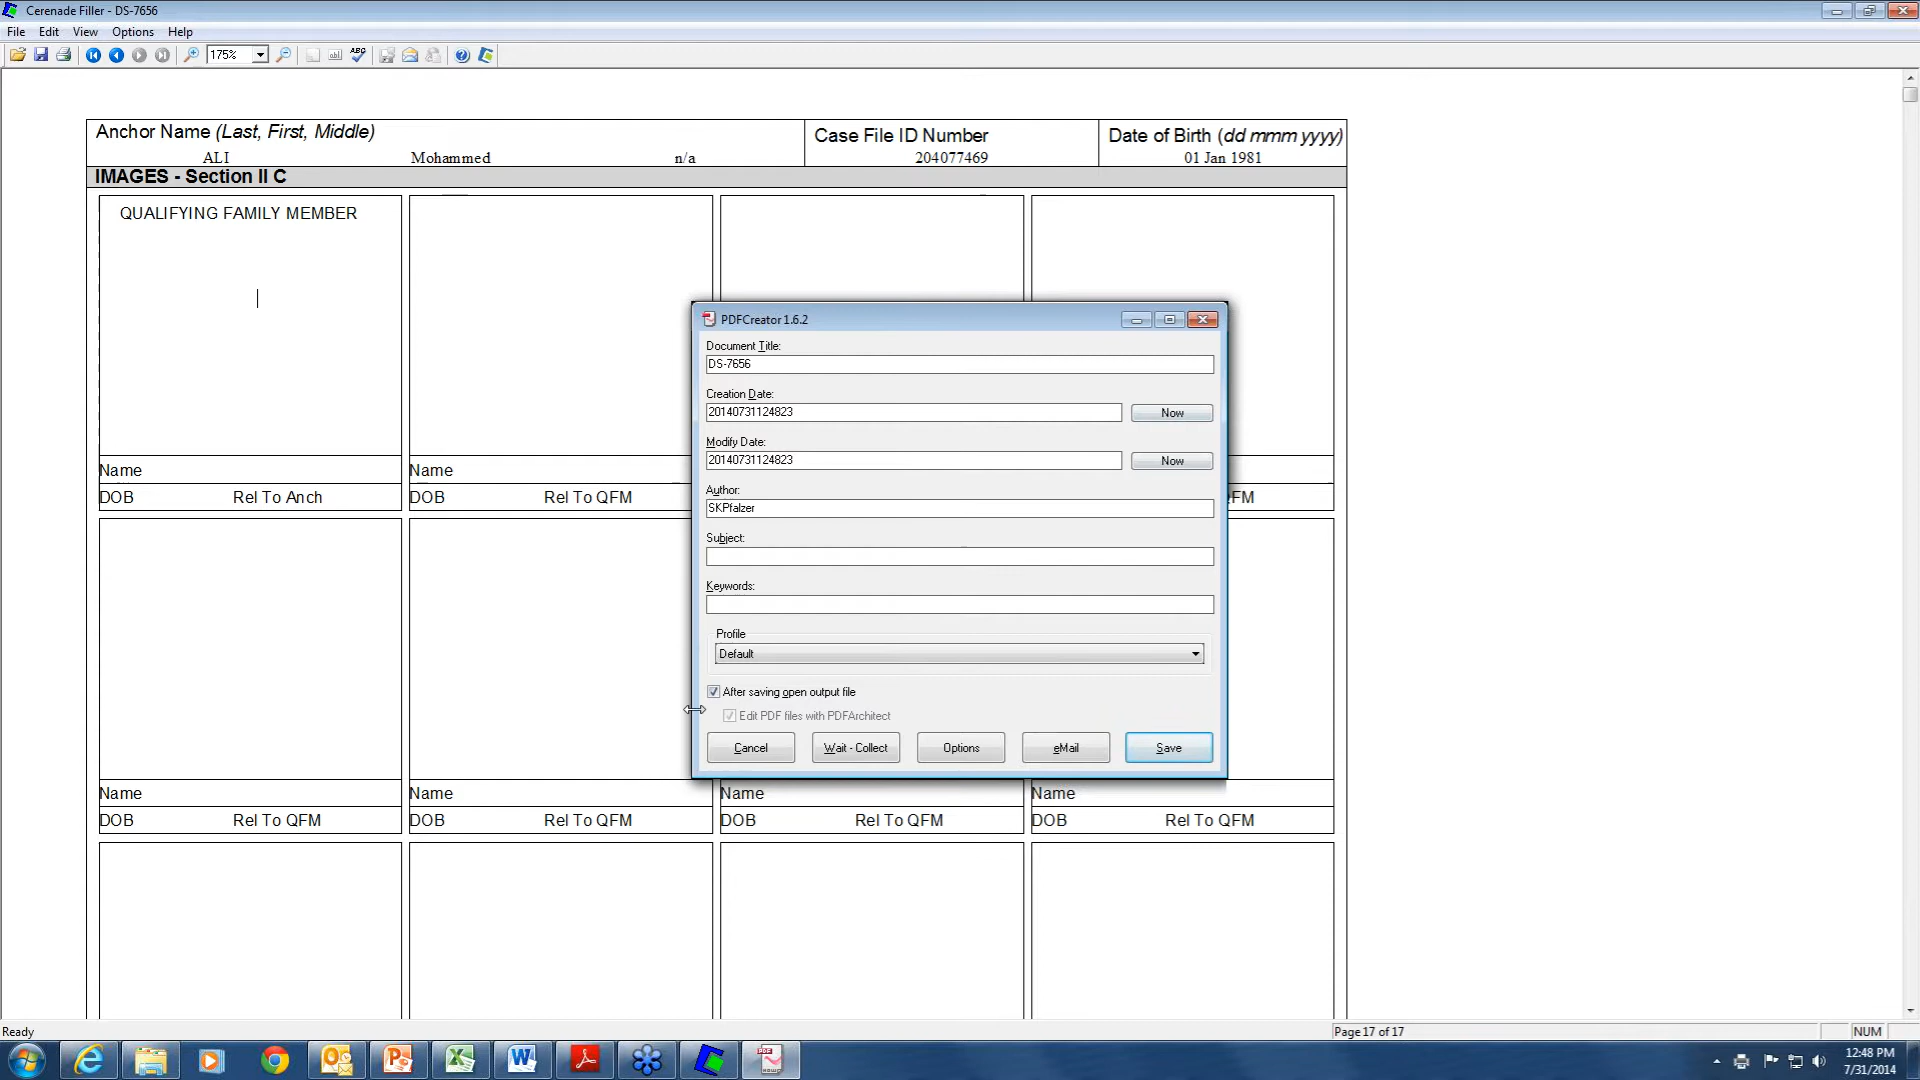 Cerenade Filler - DS-7656
File Edit View Options Help
175%
ABC
Anchor Name (Last, First, Middle)
Case File ID Number
Date of Birth (dd mmm yyyy)
ALI Mohammed n/a 204077469 01 Jan 1981
IMAGES - Section II C
QUALIFYING FAMILY MEMBER
PDFCreator 1.6.2
Document Title:
DS-7656
Creation Date:
20140731124823
Now
Modify Date:
20140731124823
Now
Author:
SKPfalzer
Subject:
Keywords:
Profile
Default
After saving open output file
Edit PDF files with PDFArchitect
Cancel Wait - Collect Options eMail Save
Name Name
DOB Rel To Anch DOB Rel To QFM FM
Name Name Name Name
DOB Rel To QFM DOB Rel To QFM DOB Rel To QFM DOB Rel To QFM
Ready
Page 17 of 17
NUM
12:48 PM
7/31/2014